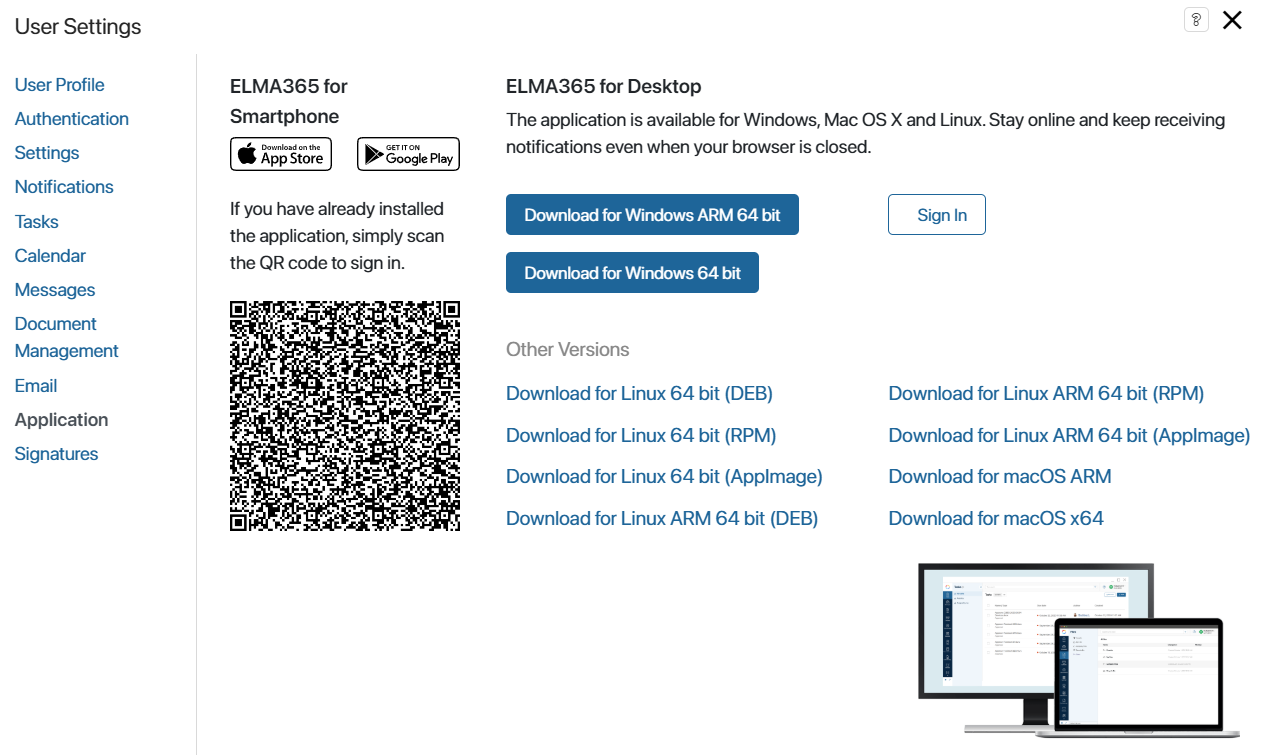 User Settings
?
User Profile
Authentication
Settings
Notifications
Tasks
Calendar
Messages
Document
Management
Email
Application
Signatures
ELMA365 for
Smartphone
Download on the
App Store
GET IT ON
Google Play
If you have already installed
the application, simply scan
the QR code to sign in.
ELMA365 for Desktop
The application is available for Windows, Mac OS X and Linux. Stay online and keep receiving
notifications even when your browser is closed.
Download for Windows ARM 64 bit
Sign In
Download for Windows 64 bit
Other Versions
Download for Linux 64 bit (DEB)
Download for Linux 64 bit (RPM)
Download for Linux 64 bit (AppImage)
Download for Linux ARM 64 bit (DEB)
Download for Linux ARM 64 bit (RPM)
Download for Linux ARM 64 bit (AppImage)
Download for macOS ARM
Download for macOS x64